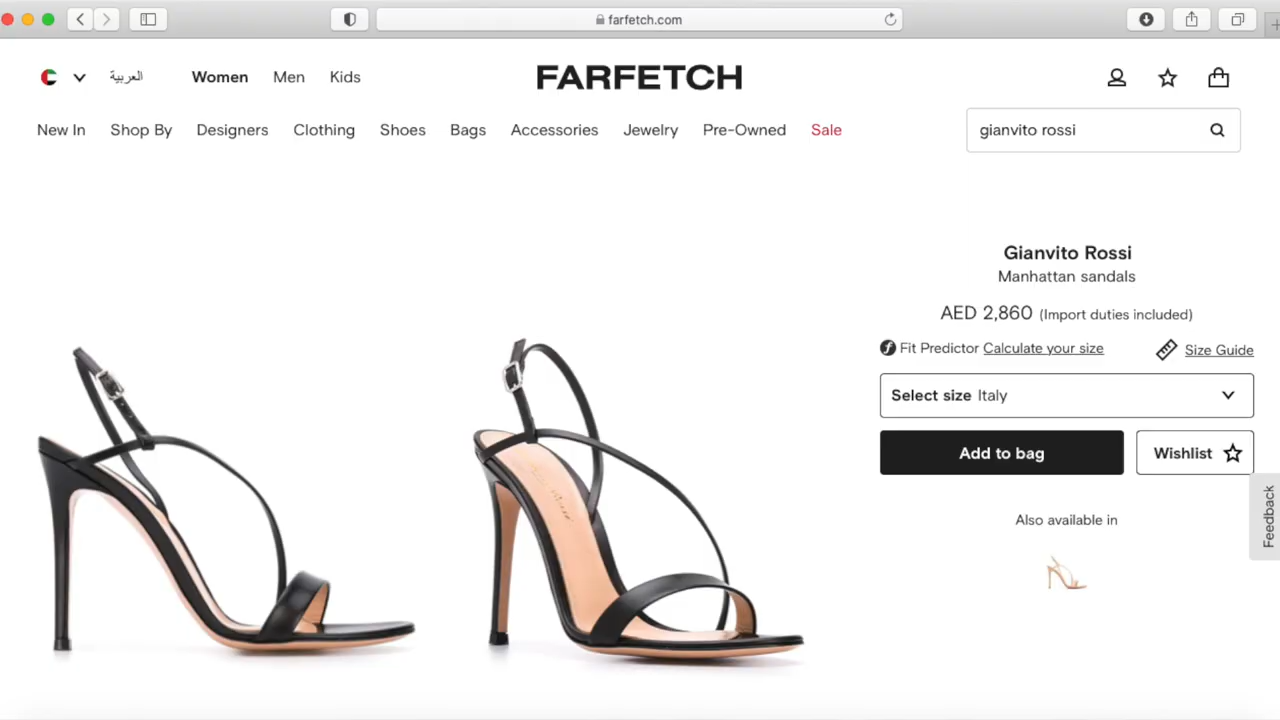 farfetch.com
العربية
Women
Men
Kids
FARFETCH
New In
Shop By
Designers
Clothing
Shoes
Bags
Accessories
Jewelry
Pre-Owned
Sale
gianvito rossi
Gianvito Rossi
Manhattan sandals
AED 2,860 (Import duties included)
Fit Predictor Calculate your size
Size Guide
Select size Italy
Add to bag
Wishlist
Feedback
Also available in